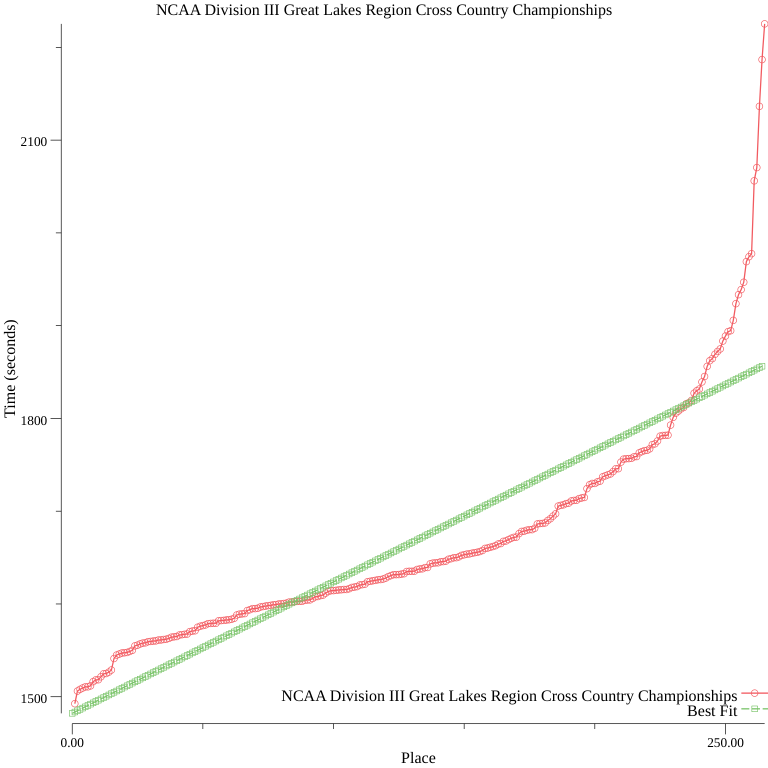 NCAA Division III Great Lakes Region Cross Country Championships
2100
1800
1500
Time (seconds)
NCAA Division III Great Lakes Region Cross Country Championships
Best Fit
0.00
250.00
Place